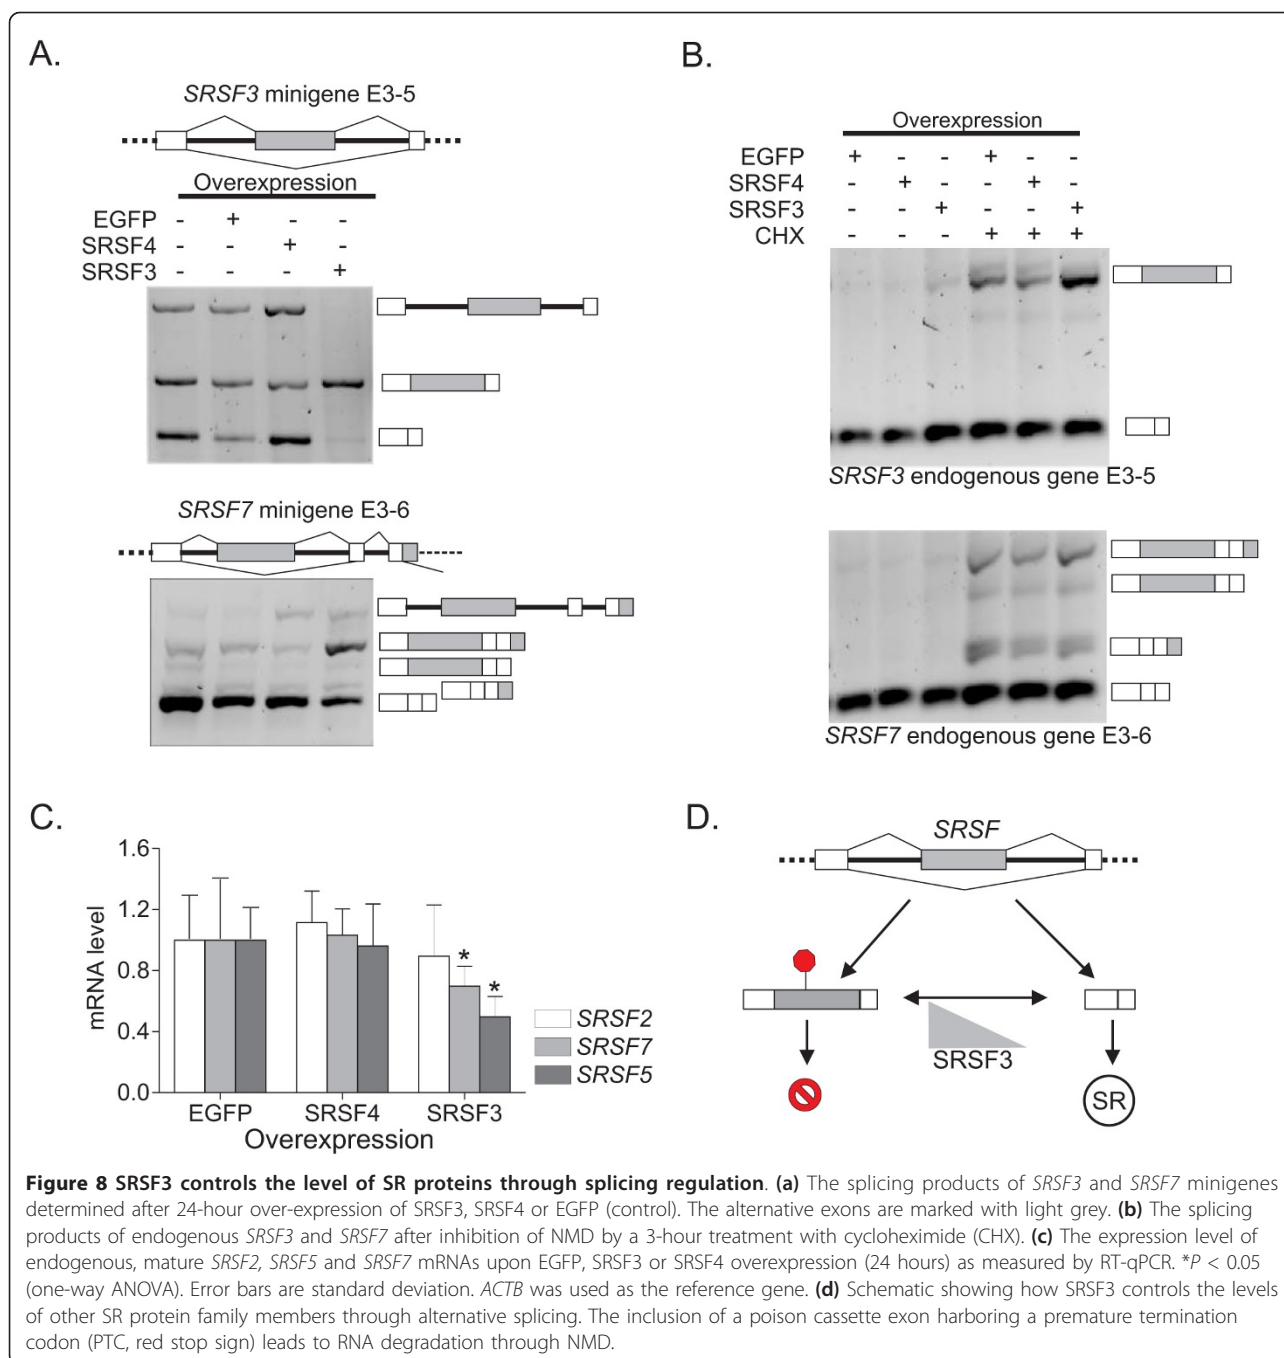 A.
SRSF3 minigene E3-5
Overexpression
EGFP - + - -
SRSF4 - - + -
SRSF3 - - - +
SRSF7 minigene E3-6
B.
Overexpression
EGFP + - - + - -
SRSF4 - + - - + -
SRSF3 - - + - - +
CHX - - - + + +
SRSF3 endogenous gene E3-5
SRSF7 endogenous gene E3-6
C.
mRNA level
1.6
1.2
0.8
0.4
0.0
* *
EGFP SRSF4 SRSF3
Overexpression
SRSF2
SRSF7
SRSF5
D.
SRSF
SRSF3
SR
Figure 8 SRSF3 controls the level of SR proteins through splicing regulation. (a) The splicing products of SRSF3 and SRSF7 minigenes
determined after 24-hour over-expression of SRSF3, SRSF4 or EGFP (control). The alternative exons are marked with light grey. (b) The splicing
products of endogenous SRSF3 and SRSF7 after inhibition of NMD by a 3-hour treatment with cycloheximide (CHX). (c) The expression level of
endogenous, mature SRSF2, SRSF5 and SRSF7 mRNAs upon EGFP, SRSF3 or SRSF4 overexpression (24 hours) as measured by RT-qPCR. *P < 0.05
(one-way ANOVA). Error bars are standard deviation. ACTB was used as the reference gene. (d) Schematic showing how SRSF3 controls the levels
of other SR protein family members through alternative splicing. The inclusion of a poison cassette exon harboring a premature termination
codon (PTC, red stop sign) leads to RNA degradation through NMD.